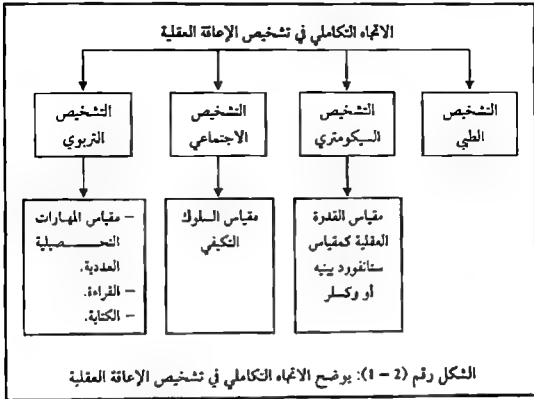 الاتجاه التكاملي في تشخيص الإعاقة العقلية
التشخيص
الطبي
التشخيص
السيكومتري
التشخيص
الاجتماعي
التشخيص
التربوي
مقياس القدرة
العقلية كمقياس
ستانفورد بينيه
أو وكسلر
مقياس السلوك
التكيفي
– مقياس المهارات
التحصيلية
العددية.
– القراءة.
– الكتابة.
الشكل رقم (2 – 1): يوضح الاتجاه التكاملي في تشخيص الإعاقة العقلية